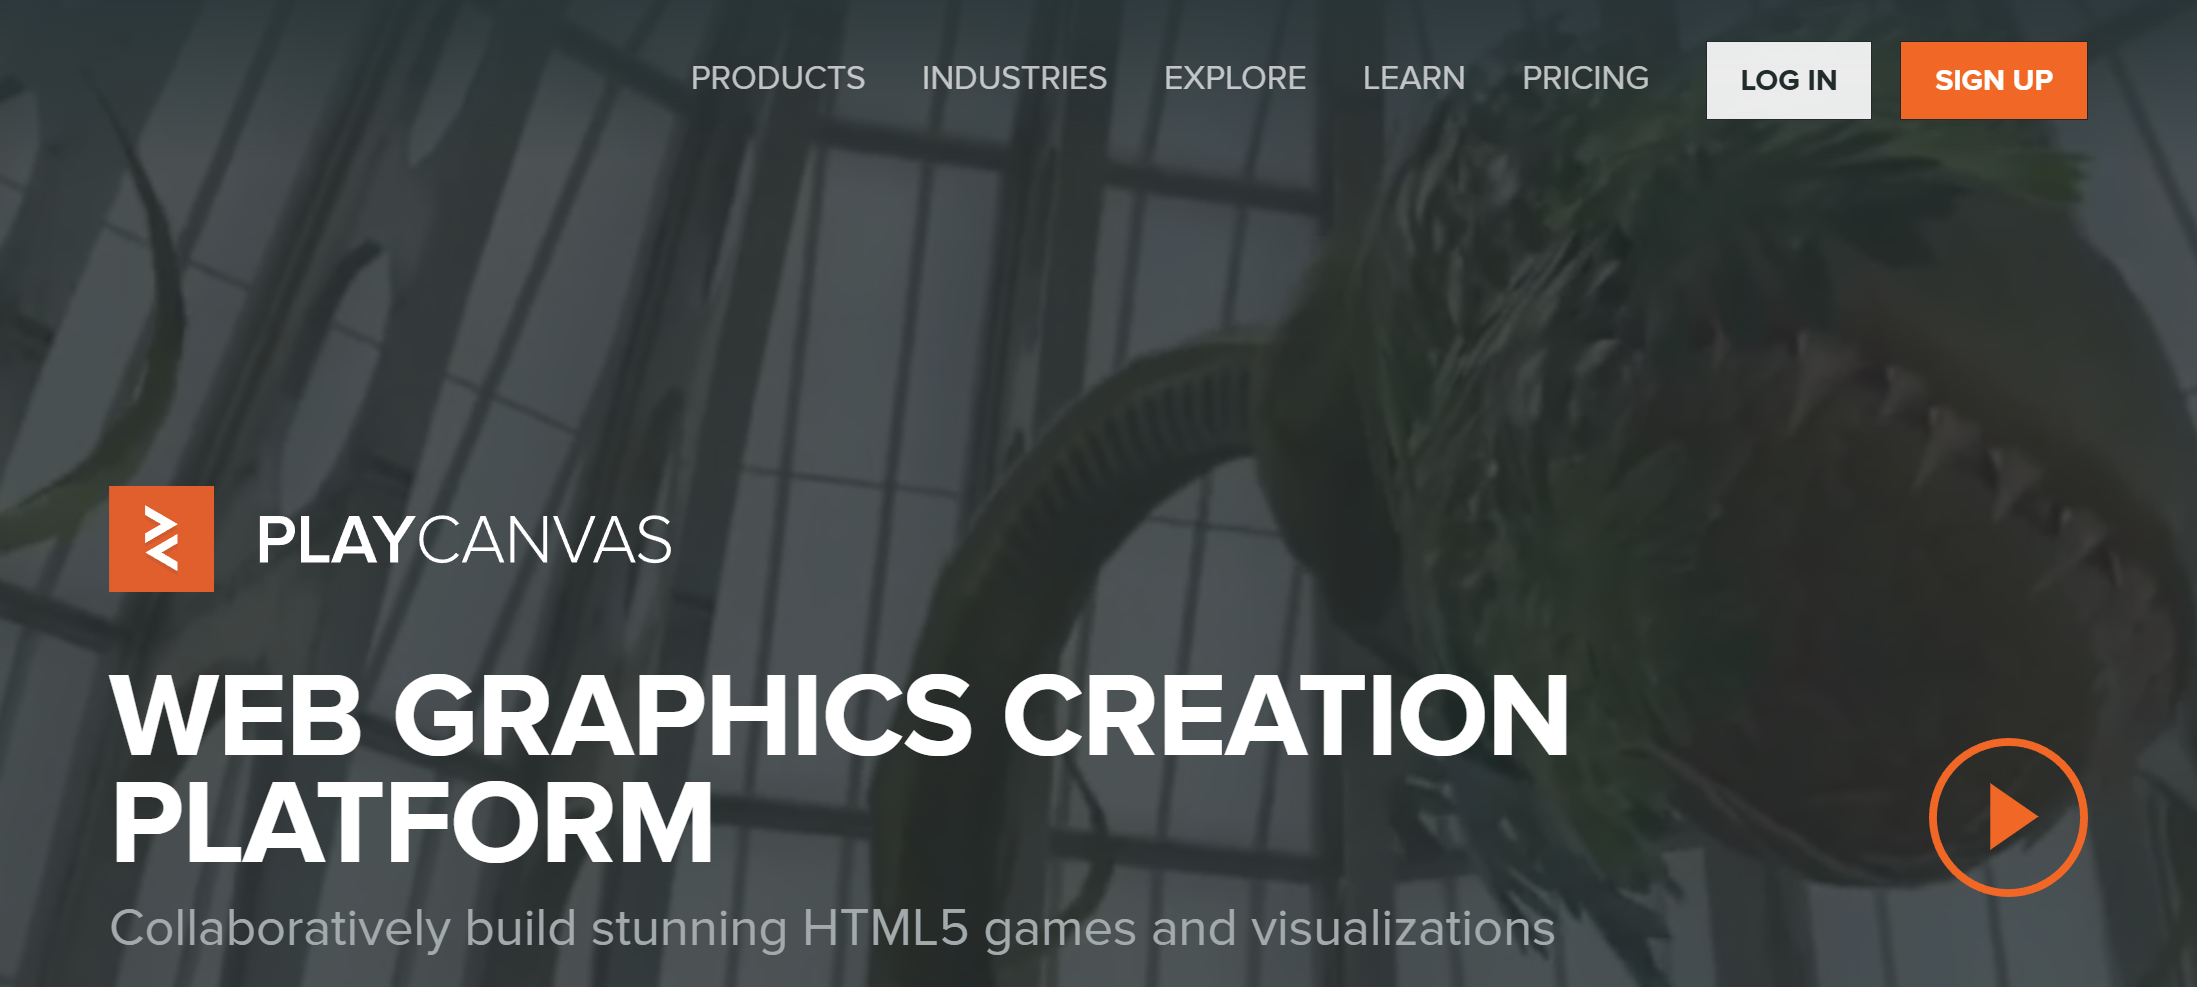 PRODUCTS INDUSTRIES EXPLORE LEARN PRICING LOG IN SIGN UP
PLAYCANVAS
WEB GRAPHICS CREATION
PLATFORM
Collaboratively build stunning HTML5 games and visualizations